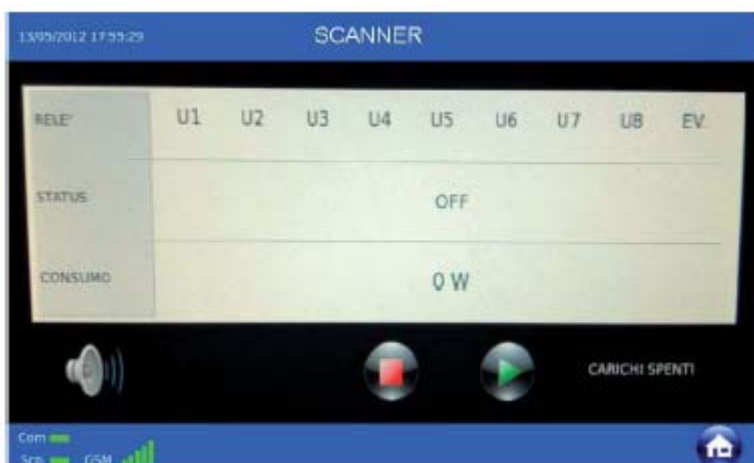 13/05/2012 17:55:29 SCANNER
RELE' U1 U2 U3 U4 U5 U6 U7 U8 EV.
STATUS OFF
CONSUMO 0 W
CARICHI SPENTI
Com
Scn GSM